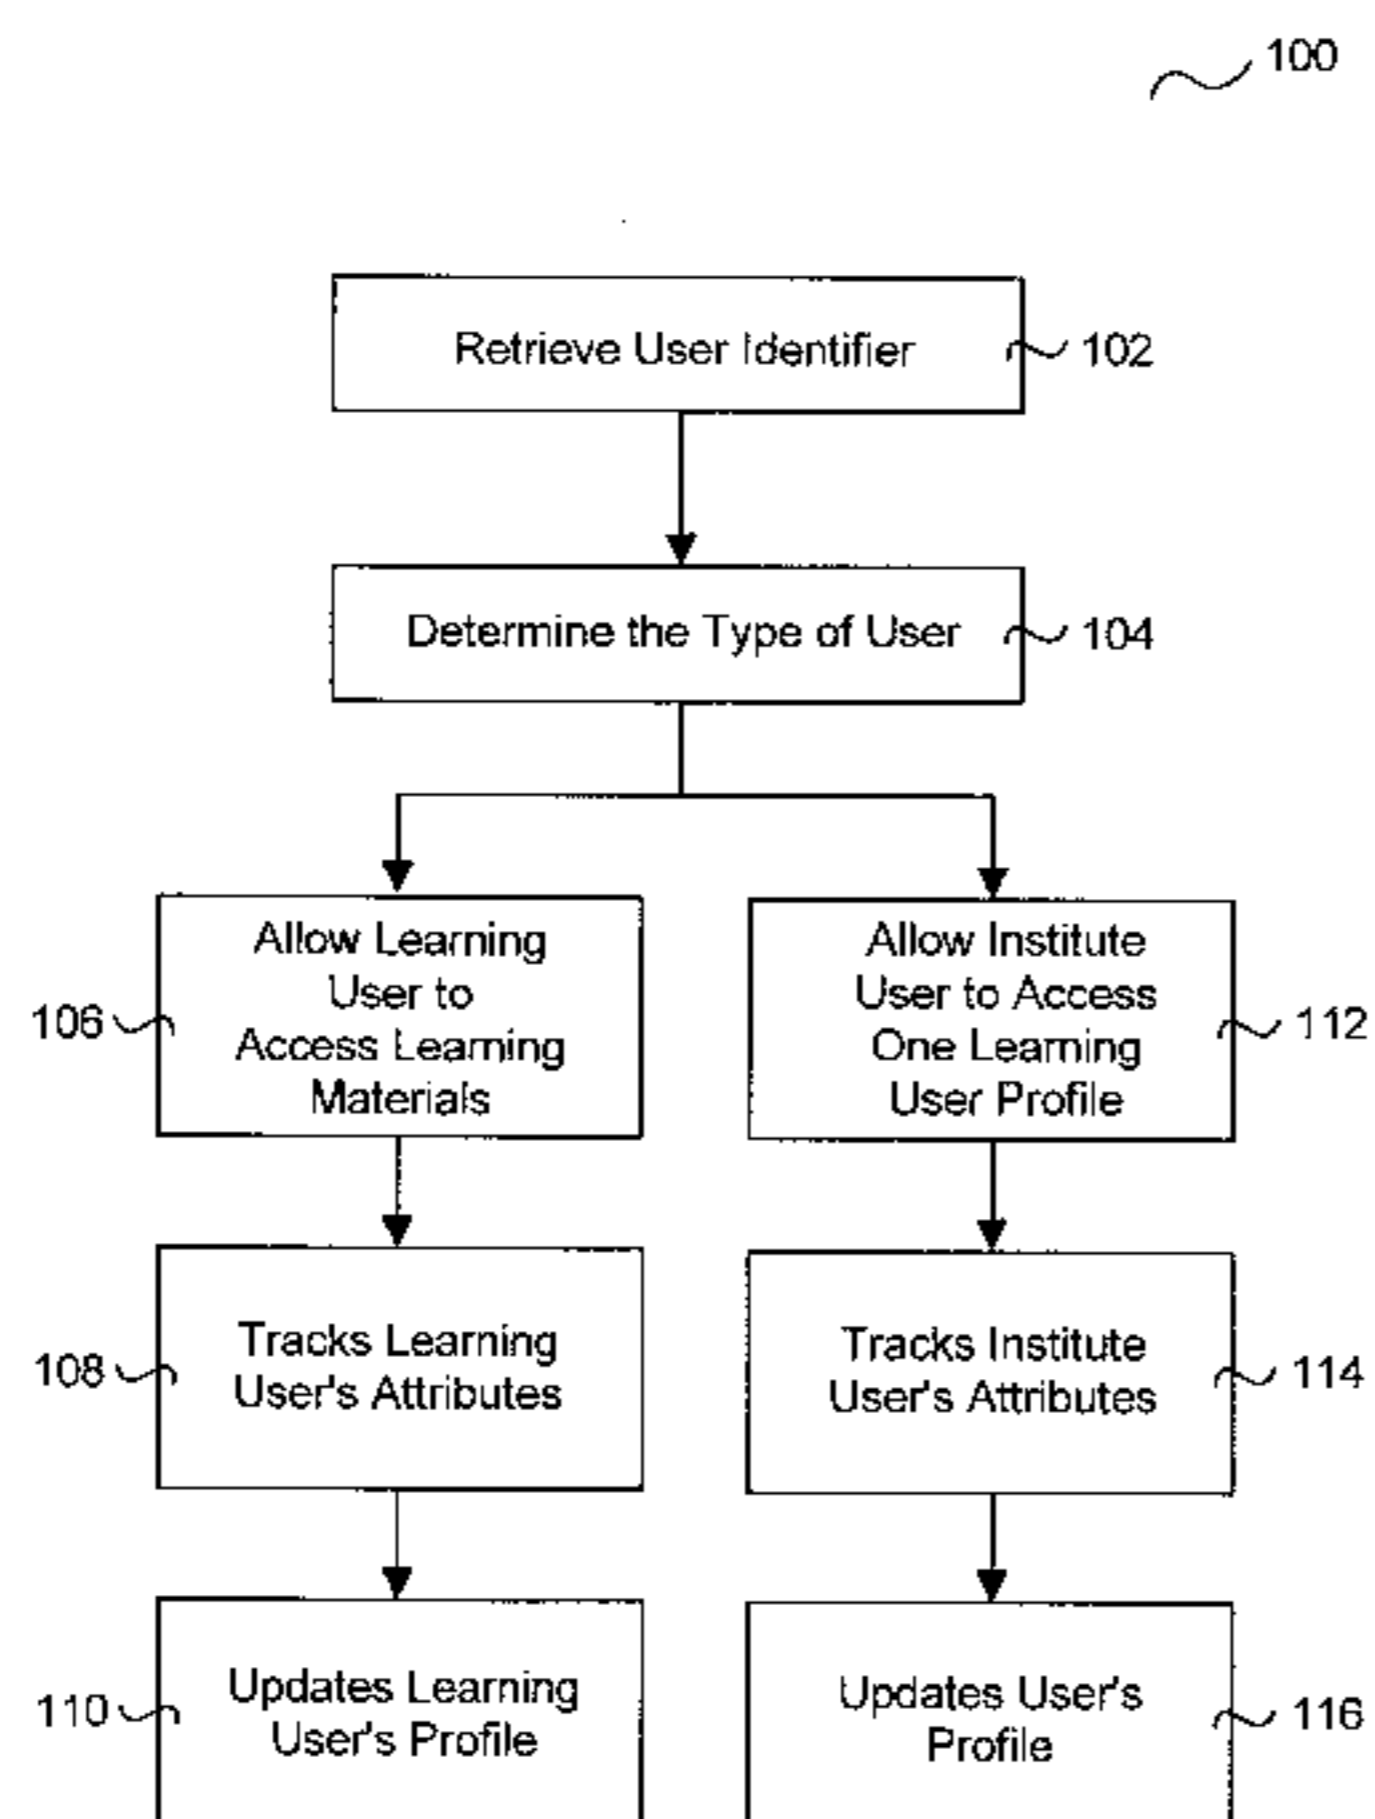 100
Retrieve User Identifier
102
Determine the Type of User
104
Allow Learning
User to
Access Learning
Materials
106
Allow Institute
User to Access
One Learning
User Profile
112
Tracks Learning
User's Attributes
108
Tracks Institute
User's Attributes
114
Updates Learning
User's Profile
110
Updates User's
Profile
116